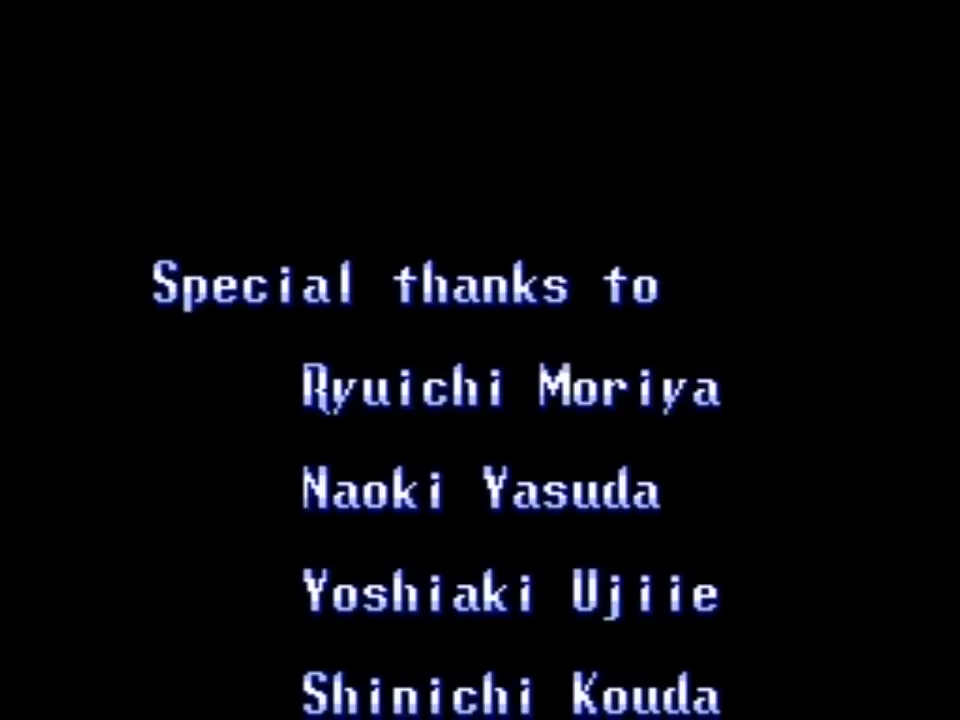 Special thanks to
Ryuichi Moriya
Naoki Yasuda
Yoshiaki Ujiie
Shinichi Kouda